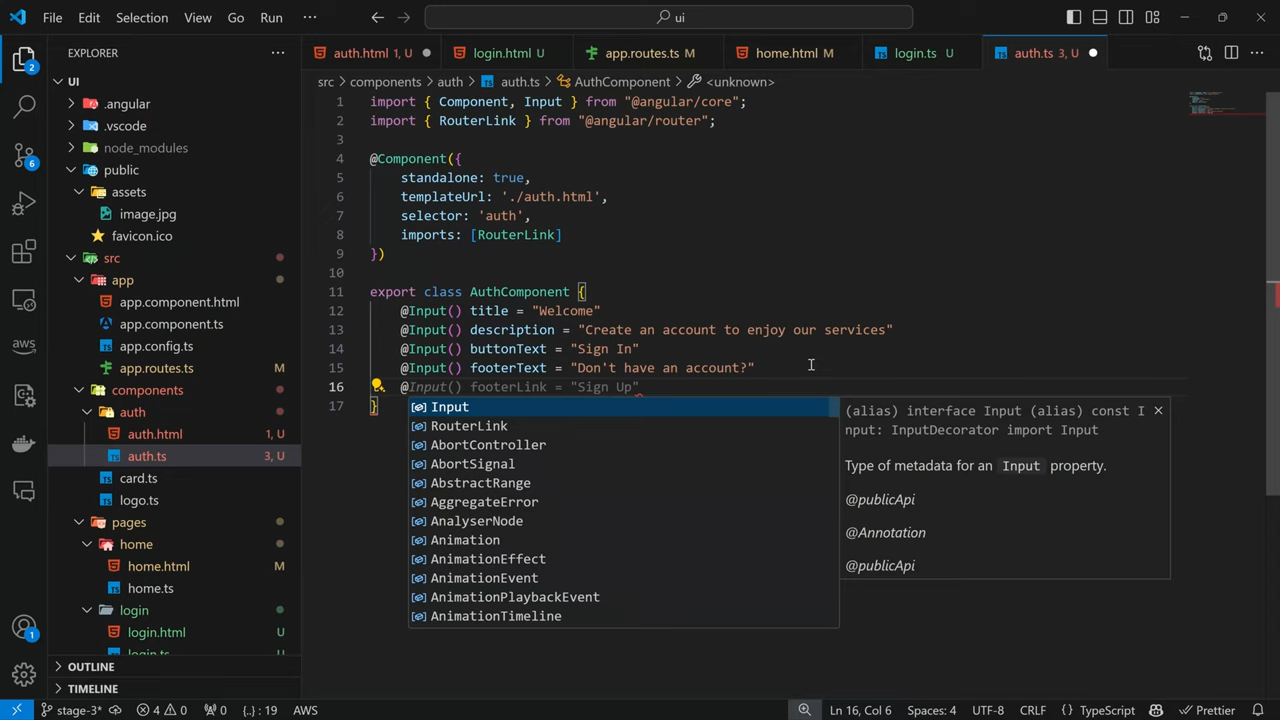 File Edit Selection View Go Run ··· ui
EXPLORER ···
UI
.angular
.vscode
node_modules
public
assets
image.jpg
favicon.ico
src
app
app.component.html
app.component.ts
app.config.ts
app.routes.ts
components
auth
auth.html 1, U
auth.ts 3, U
card.ts
logo.ts
pages
home
home.html M
home.ts
login
login.html U
login.ts U
OUTLINE
TIMELINE
2
6
aws
1
auth.html 1, U login.html U app.routes.ts M home.html M login.ts U auth.ts 3, U ···
src > components > auth > TS auth.ts > AuthComponent > <unknown>
1 import { Component, Input } from "@angular/core";
2 import { RouterLink } from "@angular/router";
3
4 @Component({
5 standalone: true,
6 templateUrl: './auth.html',
7 selector: 'auth',
8 imports: [RouterLink]
9 })
10
11 export class AuthComponent {
12 @Input() title = "Welcome"
13 @Input() description = "Create an account to enjoy our services"
14 @Input() buttonText = "Sign In"
15 @Input() footerText = "Don't have an account?"
16 @Input() footerLink = "Sign Up"
17 }
Input
RouterLink
AbortController
AbortSignal
AbstractRange
AggregateError
AnalyserNode
Animation
AnimationEffect
AnimationEvent
AnimationPlaybackEvent
AnimationTimeline
(alias) interface Input (alias) const I
nput: InputDecorator import Input
Type of metadata for an Input property.
@publicApi
@Annotation
@publicApi
stage-3* 4 0 0 {..}: 19 AWS Ln 16, Col 6 Spaces: 4 UTF-8 CRLF {} TypeScript Prettier